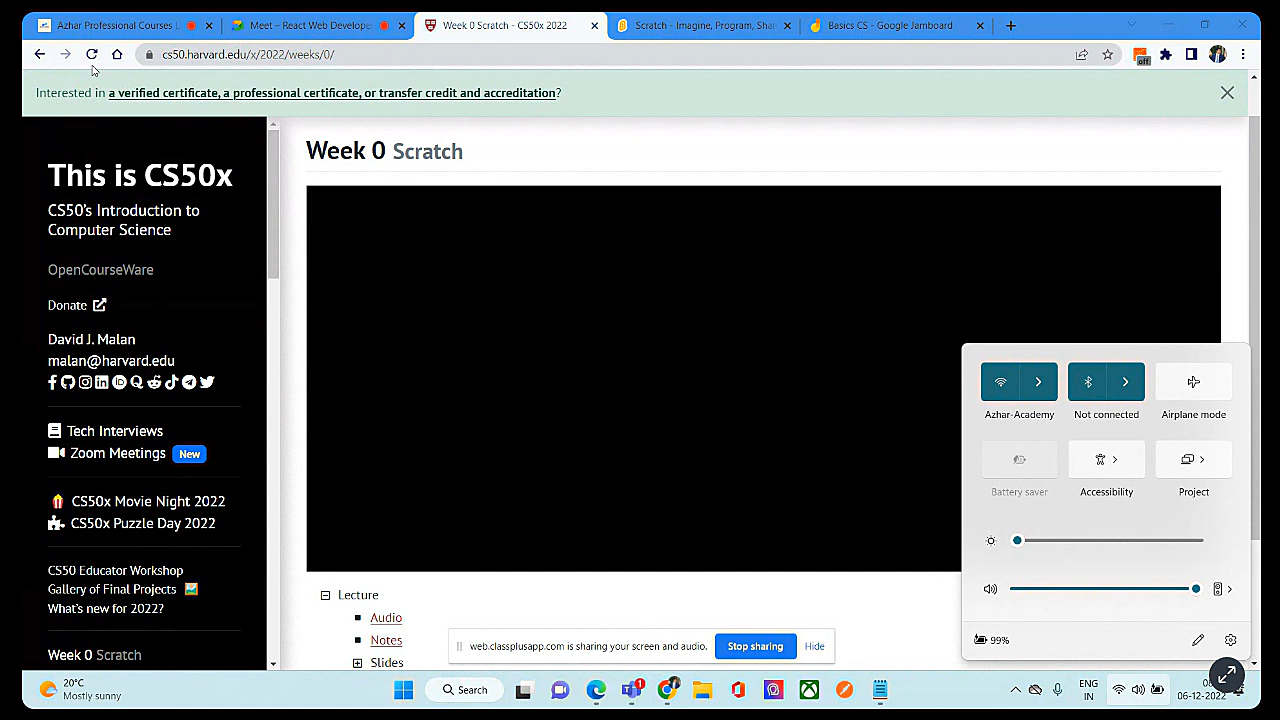 Azhar Professional Courses L
Meet – React Web Develope
Week 0 Scratch - CS50x 2022
Scratch - Imagine, Program, Shar
Basics CS - Google Jamboard
cs50.harvard.edu/x/2022/weeks/0/
off
Interested in a verified certificate, a professional certificate, or transfer credit and accreditation?
This is CS50x
CS50's Introduction to
Computer Science
OpenCourseWare
Donate
David J. Malan
malan@harvard.edu
Tech Interviews
Zoom Meetings New
CS50x Movie Night 2022
CS50x Puzzle Day 2022
CS50 Educator Workshop
Gallery of Final Projects
What's new for 2022?
Week 0 Scratch
Week 0 Scratch
Lecture
Audio
Notes
Slides
web.classplusapp.com is sharing your screen and audio. Stop sharing Hide
Azhar-Academy
Not connected
Airplane mode
Battery saver
Accessibility
Project
99%
20°C
Mostly sunny
Search
1
ENG
IN
06-12-2022